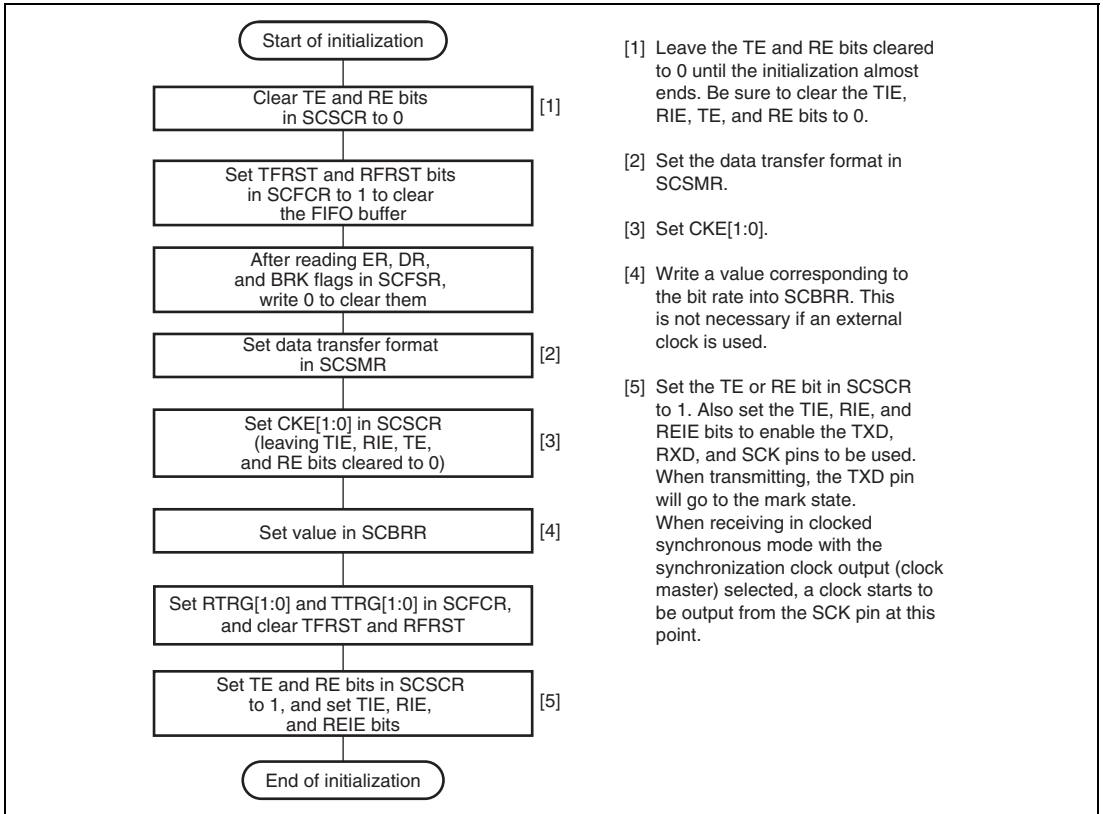 Start of initialization
Clear TE and RE bits
in SCSCR to 0
[1]
Set TFRST and RFRST bits
in SCFCR to 1 to clear
the FIFO buffer
After reading ER, DR,
and BRK flags in SCFSR,
write 0 to clear them
Set data transfer format
in SCSMR
[2]
Set CKE[1:0] in SCSCR
(leaving TIE, RIE, TE,
and RE bits cleared to 0)
[3]
Set value in SCBRR
[4]
Set RTRG[1:0] and TTRG[1:0] in SCFCR,
and clear TFRST and RFRST
Set TE and RE bits in SCSCR
to 1, and set TIE, RIE,
and REIE bits
[5]
End of initialization
[1] Leave the TE and RE bits cleared
to 0 until the initialization almost
ends. Be sure to clear the TIE,
RIE, TE, and RE bits to 0.
[2] Set the data transfer format in
SCSMR.
[3] Set CKE[1:0].
[4] Write a value corresponding to
the bit rate into SCBRR. This
is not necessary if an external
clock is used.
[5] Set the TE or RE bit in SCSCR
to 1. Also set the TIE, RIE, and
REIE bits to enable the TXD,
RXD, and SCK pins to be used.
When transmitting, the TXD pin
will go to the mark state.
When receiving in clocked
synchronous mode with the
synchronization clock output (clock
master) selected, a clock starts to
be output from the SCK pin at this
point.